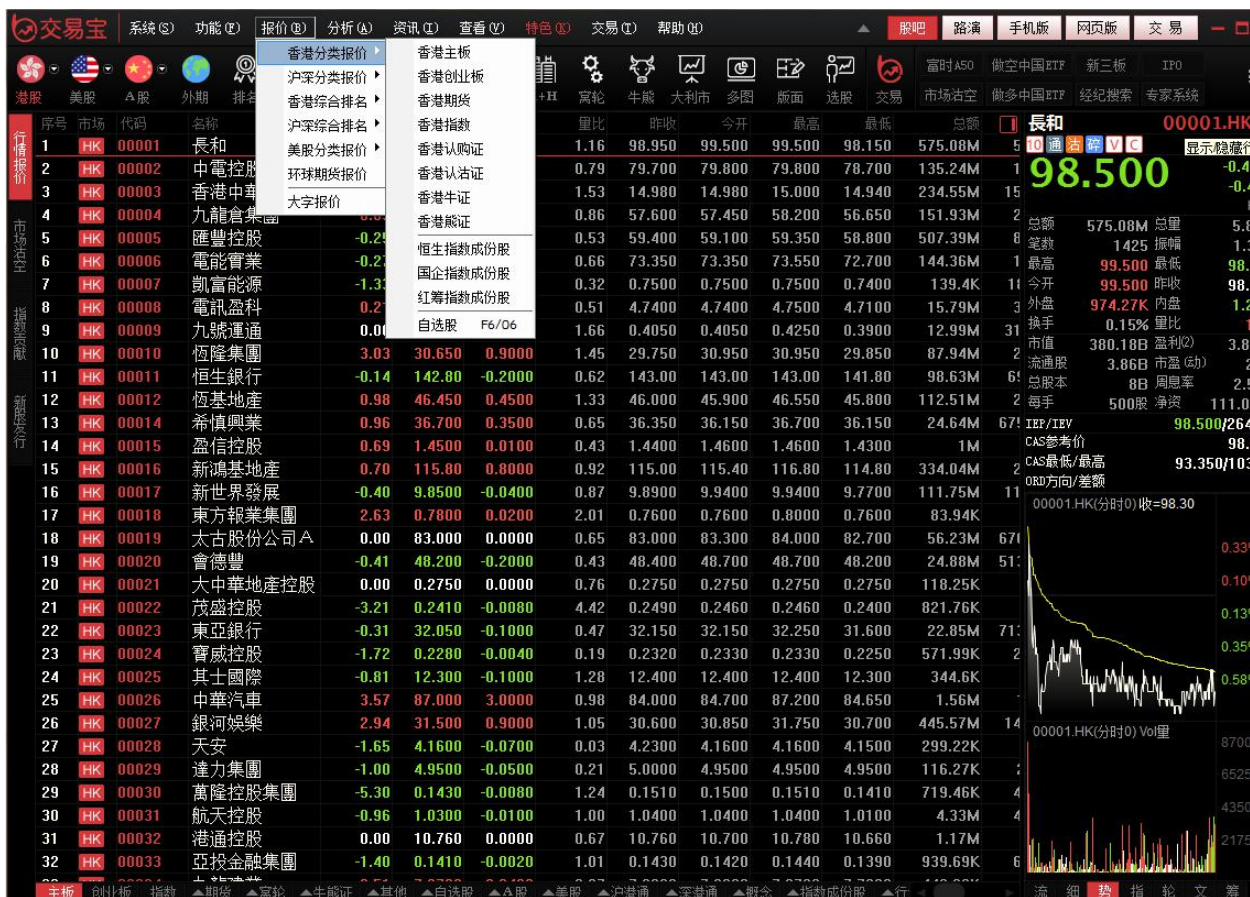 交易宝 系统(S) 功能(F) 报价(B) 分析(A) 资讯(I) 查看(V) 特色(K) 交易(T) 帮助(H) 股吧 路演 手机版 网页版 交 易
富时A50 做空中国ETF 新三板 IPO
港股 美股 A股 外期 排名 +H 窝轮 牛熊 大利市 多图 版面 选股 交易 市场沽空 做多中国ETF 经纪搜索 专家系统
香港分类报价
沪深分类报价
香港综合排名
沪深综合排名
美股分类报价
环球期货报价
大字报价
香港主板
香港创业板
香港期货
香港指数
香港认购证
香港认沽证
香港牛证
香港熊证
恒生指数成份股
国企指数成份股
红筹指数成份股
自选股 F6/06
行情报价
市场沽空
指数贡献
新股发行
序号 市场 代码 名称 量比 昨收 今开 最高 最低 总额
1 HK 00001 長和 1.16 98.950 99.500 99.500 98.150 575.08M
2 HK 00002 中電控股 0.79 79.700 79.800 79.800 78.700 135.24M
3 HK 00003 香港中華 1.53 14.980 14.980 15.000 14.940 234.55M
4 HK 00004 九龍倉集團 0.86 57.600 57.450 58.200 56.650 151.93M
5 HK 00005 匯豐控股 0.53 59.400 59.100 59.350 58.800 507.39M
6 HK 00006 電能實業 0.66 73.350 73.350 73.550 72.700 144.36M
7 HK 00007 凱富能源 0.32 0.7500 0.7500 0.7500 0.7400 139.4K
8 HK 00008 電訊盈科 0.51 4.7400 4.7400 4.7500 4.7100 15.79M
9 HK 00009 九號運通 1.66 0.4050 0.4050 0.4250 0.3900 12.99M
10 HK 00010 恆隆集團 3.03 30.650 0.9000 1.45 29.750 30.950 30.950 29.850 87.94M
11 HK 00011 恒生銀行 -0.14 142.80 -0.2000 0.62 143.00 143.00 143.00 141.80 98.63M
12 HK 00012 恆基地產 0.98 46.450 0.4500 1.33 46.000 45.900 46.550 45.800 112.51M
13 HK 00014 希慎興業 0.96 36.700 0.3500 0.65 36.350 36.150 36.700 36.150 24.64M
14 HK 00015 盈信控股 0.69 1.4500 0.0100 0.43 1.4400 1.4600 1.4600 1.4300 1M
15 HK 00016 新鴻基地產 0.70 115.80 0.8000 0.92 115.00 115.40 116.80 114.80 334.04M
16 HK 00017 新世界發展 -0.40 9.8500 -0.0400 0.87 9.8900 9.9400 9.9400 9.7700 111.75M
17 HK 00018 東方報業集團 2.63 0.7800 0.0200 2.01 0.7600 0.7600 0.8000 0.7600 83.94K
18 HK 00019 太古股份公司A 0.00 83.000 0.0000 0.65 83.000 83.300 84.000 82.700 56.23M
19 HK 00020 會德豐 -0.41 48.200 -0.2000 0.43 48.400 48.700 48.700 48.200 24.88M
20 HK 00021 大中華地產控股 0.00 0.2750 0.0000 0.76 0.2750 0.2750 0.2750 0.2750 118.25K
21 HK 00022 茂盛控股 -3.21 0.2410 -0.0080 4.42 0.2490 0.2460 0.2460 0.2400 821.76K
22 HK 00023 東亞銀行 -0.31 32.050 -0.1000 0.47 32.150 32.150 32.250 31.600 22.85M
23 HK 00024 寶威控股 -1.72 0.2280 -0.0040 0.19 0.2320 0.2330 0.2330 0.2250 571.99K
24 HK 00025 其士國際 -0.81 12.300 -0.1000 1.28 12.400 12.400 12.400 12.300 344.6K
25 HK 00026 中華汽車 3.57 87.000 3.0000 0.98 84.000 84.700 87.200 84.650 1.56M
26 HK 00027 銀河娛樂 2.94 31.500 0.9000 1.05 30.600 30.850 31.750 30.700 445.57M
27 HK 00028 天安 -1.65 4.1600 -0.0700 0.03 4.2300 4.1600 4.1600 4.1500 299.22K
28 HK 00029 達力集團 -1.00 4.9500 -0.0500 0.21 5.0000 4.9500 4.9500 4.9500 116.27K
29 HK 00030 萬隆控股集團 -5.30 0.1430 -0.0080 1.24 0.1510 0.1500 0.1510 0.1410 719.46K
30 HK 00031 航天控股 -0.96 1.0300 -0.0100 1.00 1.0400 1.0400 1.0400 1.0100 4.33M
31 HK 00032 港通控股 0.00 10.760 0.0000 0.67 10.760 10.700 10.780 10.660 1.17M
32 HK 00033 亞投金融集團 -1.40 0.1410 -0.0020 1.01 0.1430 0.1420 0.1440 0.1390 939.69K
主板 创业板 指数 期货 窝轮 牛熊证 其他 自选股 A股 美股 沪港通 深港通 概念 指数成份股 行
長和 00001.HK
10 通 沽 碎 V C 显示/隐藏行
98.500
总额 575.08M 总量
笔数 1425 振幅
最高 99.500 最低
今开 99.500 昨收
外盘 974.27K 内盘
换手 0.15% 量比
市值 380.18B 盈利(2)
流通股 3.86B 市盈(动)
总股本 8B 周息率
每手 500股 净资
IEP/IEV 98.500/264
CAS参考价
CAS最低/最高 93.350/103
ORD方向/差额
00001.HK(分时0) 收=98.30
0.33
0.10
0.13
0.35
0.58
00001.HK(分时0) Vol量
8700
6525
4350
2175
流 细 势 指 轮 文 筹